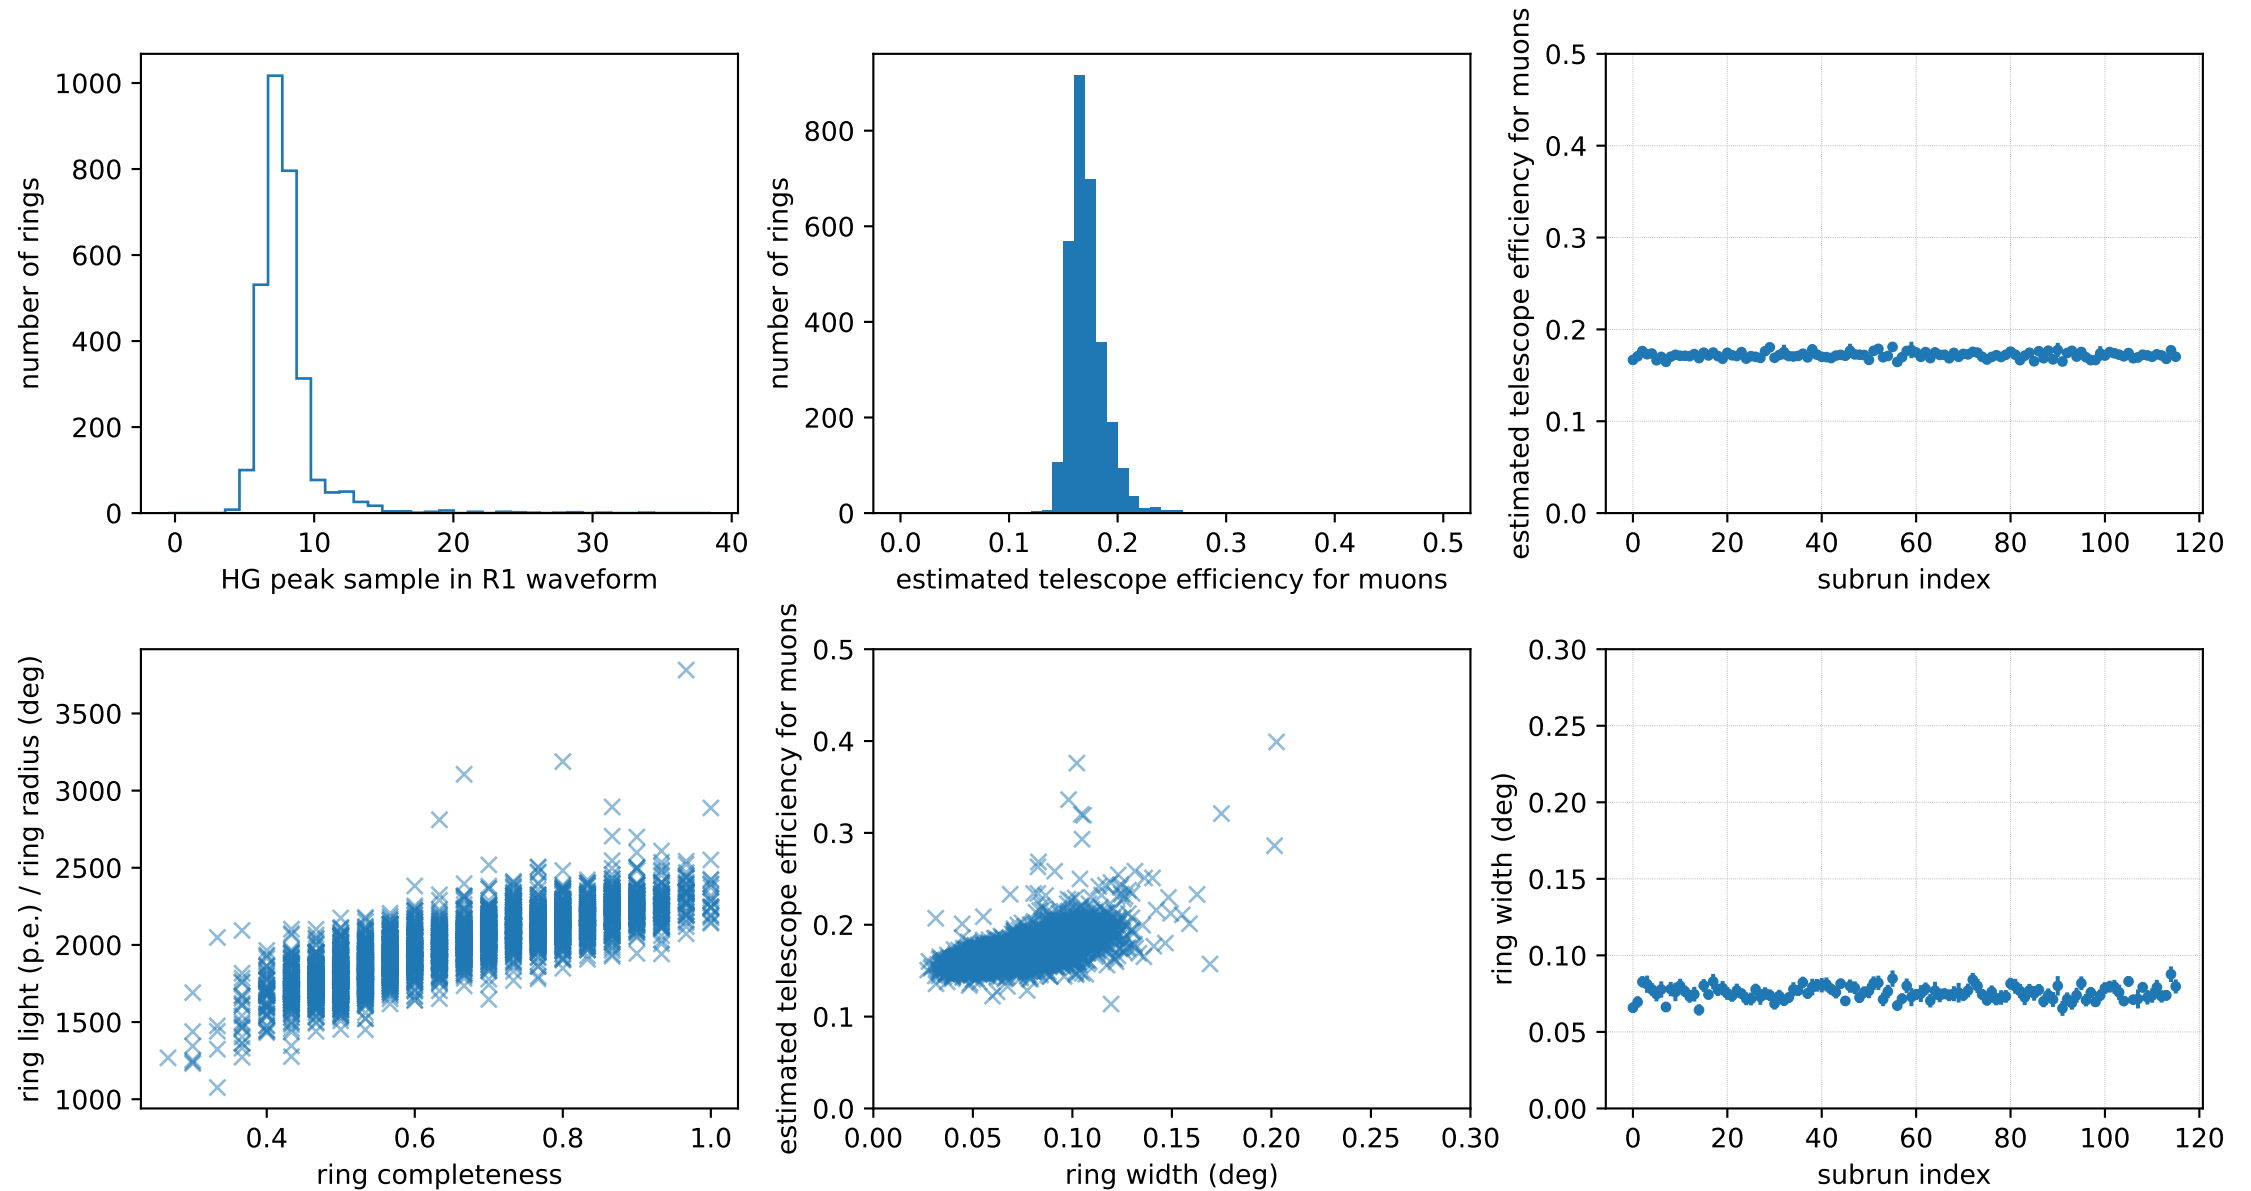 number of rings
1000
800
600
400
200
0
0 10 20 30 40
HG peak sample in R1 waveform
number of rings
800
600
400
200
0
0.0 0.1 0.2 0.3 0.4 0.5
estimated telescope efficiency for muons
estimated telescope efficiency for muons
0.5
0.4
0.3
0.2
0.1
0.0
0 20 40 60 80 100 120
subrun index
ring light (p.e.) / ring radius (deg)
3500
3000
2500
2000
1500
1000
0.4 0.6 0.8 1.0
ring completeness
estimated telescope efficiency for muons
0.5
0.4
0.3
0.2
0.1
0.0
0.00 0.05 0.10 0.15 0.20 0.25 0.30
ring width (deg)
ring width (deg)
0.30
0.25
0.20
0.15
0.10
0.05
0.00
0 20 40 60 80 100 120
subrun index